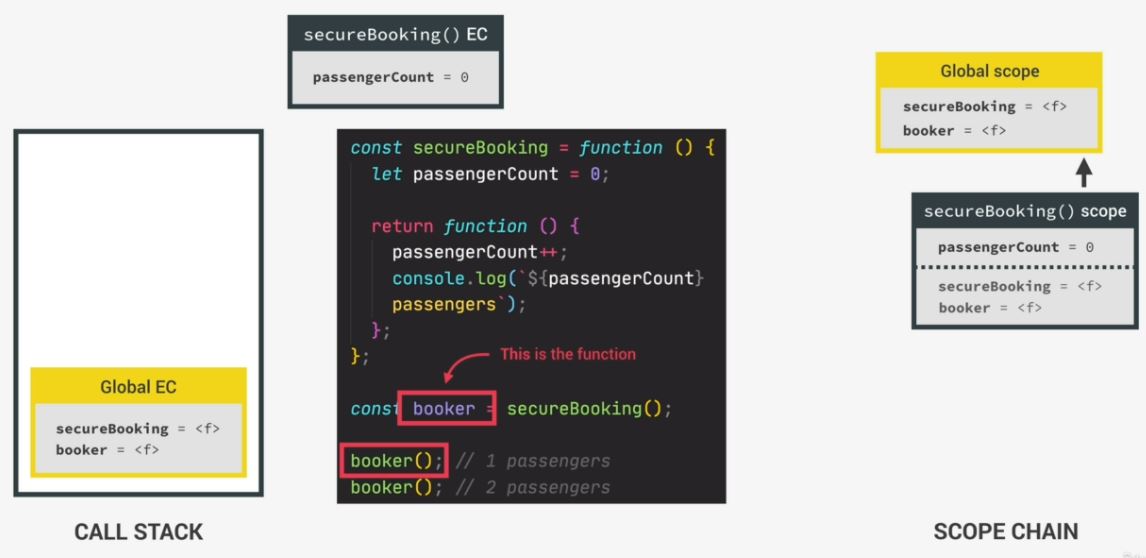 secureBooking() EC
passengerCount = 0
Global scope
secureBooking = <f>
booker = <f>
secureBooking() scope
passengerCount = 0
secureBooking = <f>
booker = <f>
const secureBooking = function () {
let passengerCount = 0;
return function () {
passengerCount++;
console.log(`${passengerCount}
passengers`);
};
};
This is the function
const booker = secureBooking();
booker(); // 1 passengers
booker(); // 2 passengers
Global EC
secureBooking = <f>
booker = <f>
CALL STACK
SCOPE CHAIN